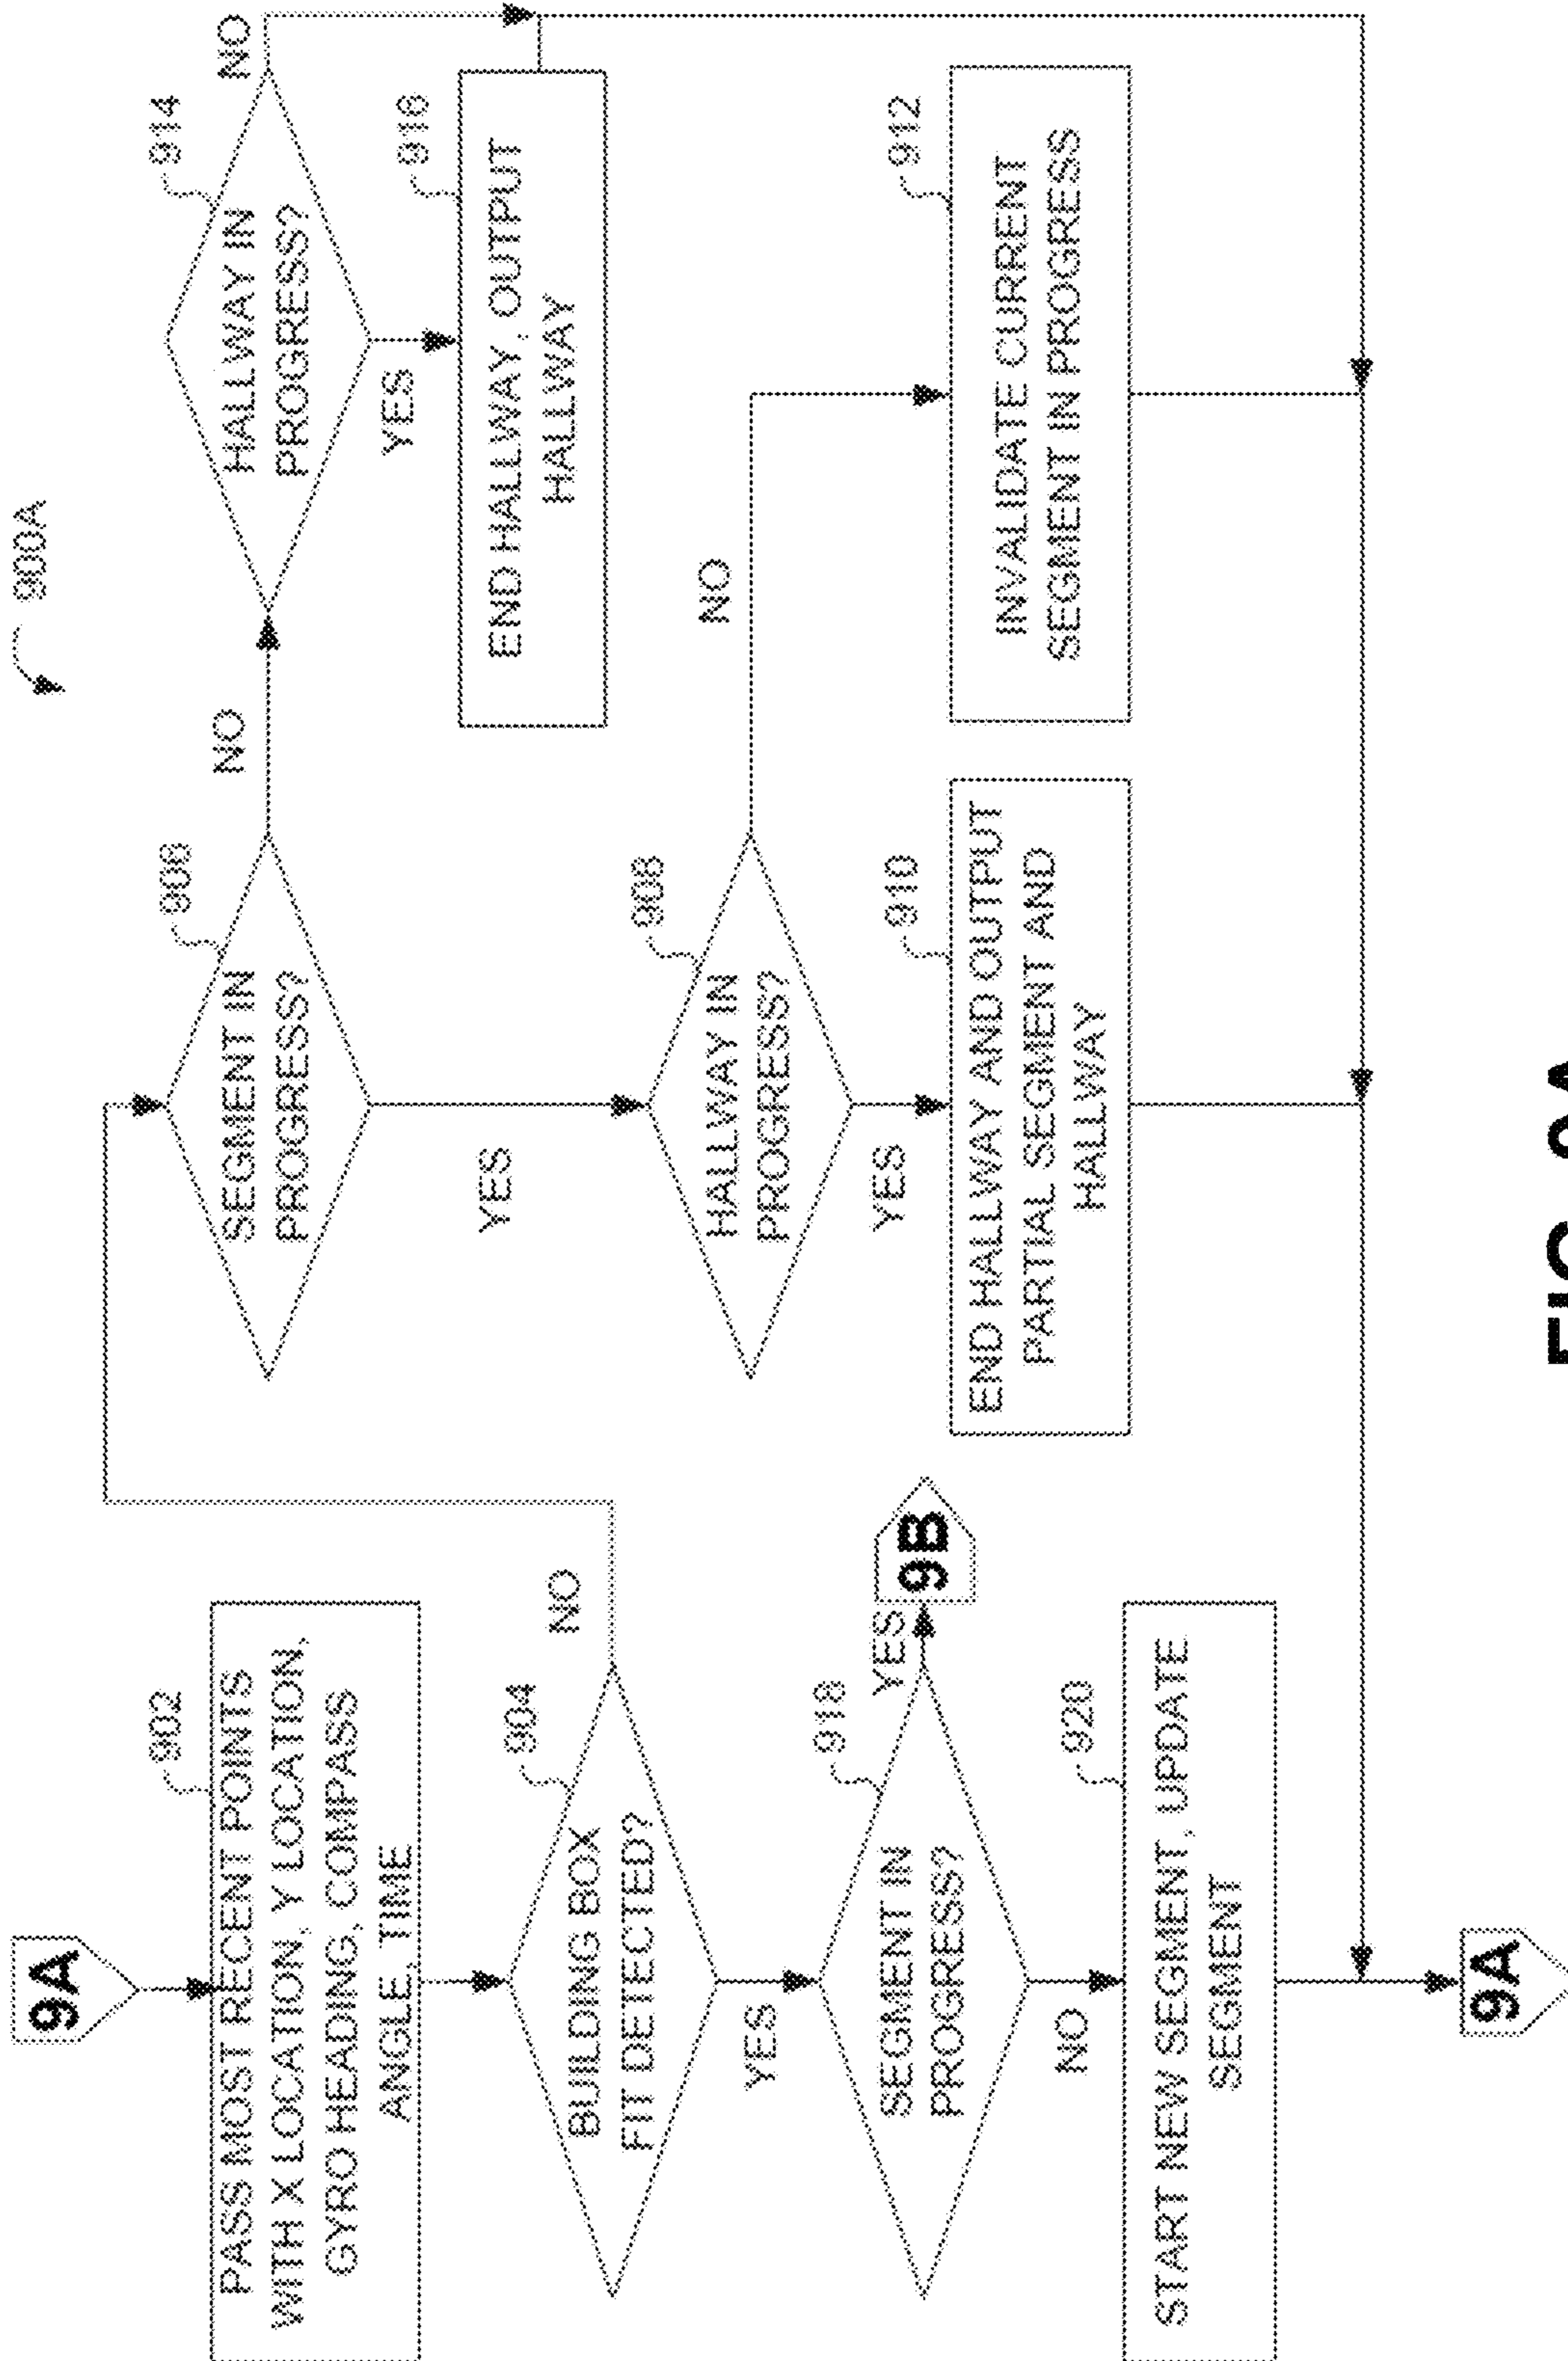 900A
9A
902
PASS MOST RECENT POINTS
WITH X LOCATION, Y LOCATION,
GYRO HEADING, COMPASS
ANGLE, TIME
904
BUILDING BOX
FIT DETECTED?
NO
YES
918
SEGMENT IN
PROGRESS?
YES
9B
NO
920
START NEW SEGMENT, UPDATE
SEGMENT
9A
906
SEGMENT IN
PROGRESS?
NO
YES
908
HALLWAY IN
PROGRESS?
NO
YES
910
END HALLWAY AND OUTPUT
PARTIAL SEGMENT AND
HALLWAY
914
HALLWAY IN
PROGRESS?
NO
YES
916
END HALLWAY, OUTPUT
HALLWAY
912
INVALIDATE CURRENT
SEGMENT IN PROGRESS
FIG. 9A